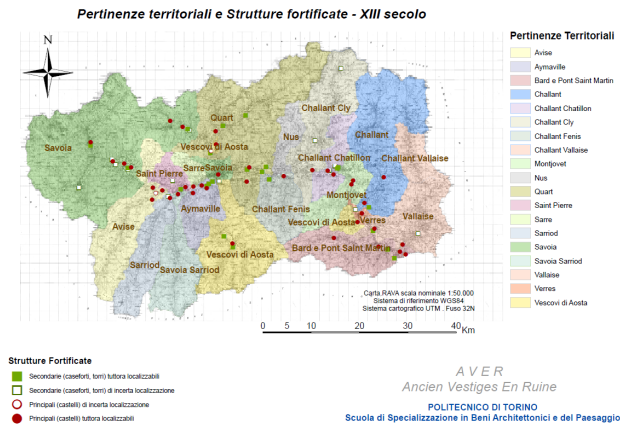 Pertinenze territoriali e Strutture fortificate - XIII secolo
N
Pertinenze Territoriali
Avise
Aymaville
Bard e Pont Saint Martin
Challant
Challant Chatillon
Challant Cly
Challant Fenis
Challant Vallaise
Montjovet
Nus
Quart
Saint Pierre
Sarre
Sarriod
Savoia
Savoia Sarriod
Vallaise
Verres
Vescovi di Aosta
Challant Cly
Quart
Nus
Challant
Savoia
Vescovi di Aosta
Challant Chatillon
Challant Vallaise
Saint Pierre
SarreSavoia
Montjovet
Aymaville
Challant Fenis
Vescovi di Aosta
Verres
Vallaise
Avise
Sarriod
Savoia Sarriod
Vescovi di Aosta
Bard e Pont Saint Martin
Carta RAVA scala nominale 1:50.000
Sistema di riferimento WGS84
Sistema cartografico UTM . Fuso 32N
0 5 10 20 30 40
Km
Strutture Fortificate
Secondarie (caseforti, torri) tuttora localizzabili
Secondarie (caseforti, torri) di incerta localizzazione
Principali (castelli) di incerta localizzazione
Principali (castelli) tuttora localizzabili
A V E R
Ancien Vestiges En Ruine
POLITECNICO DI TORINO
Scuola di Specializzazione in Beni Architettonici e del Paesaggio